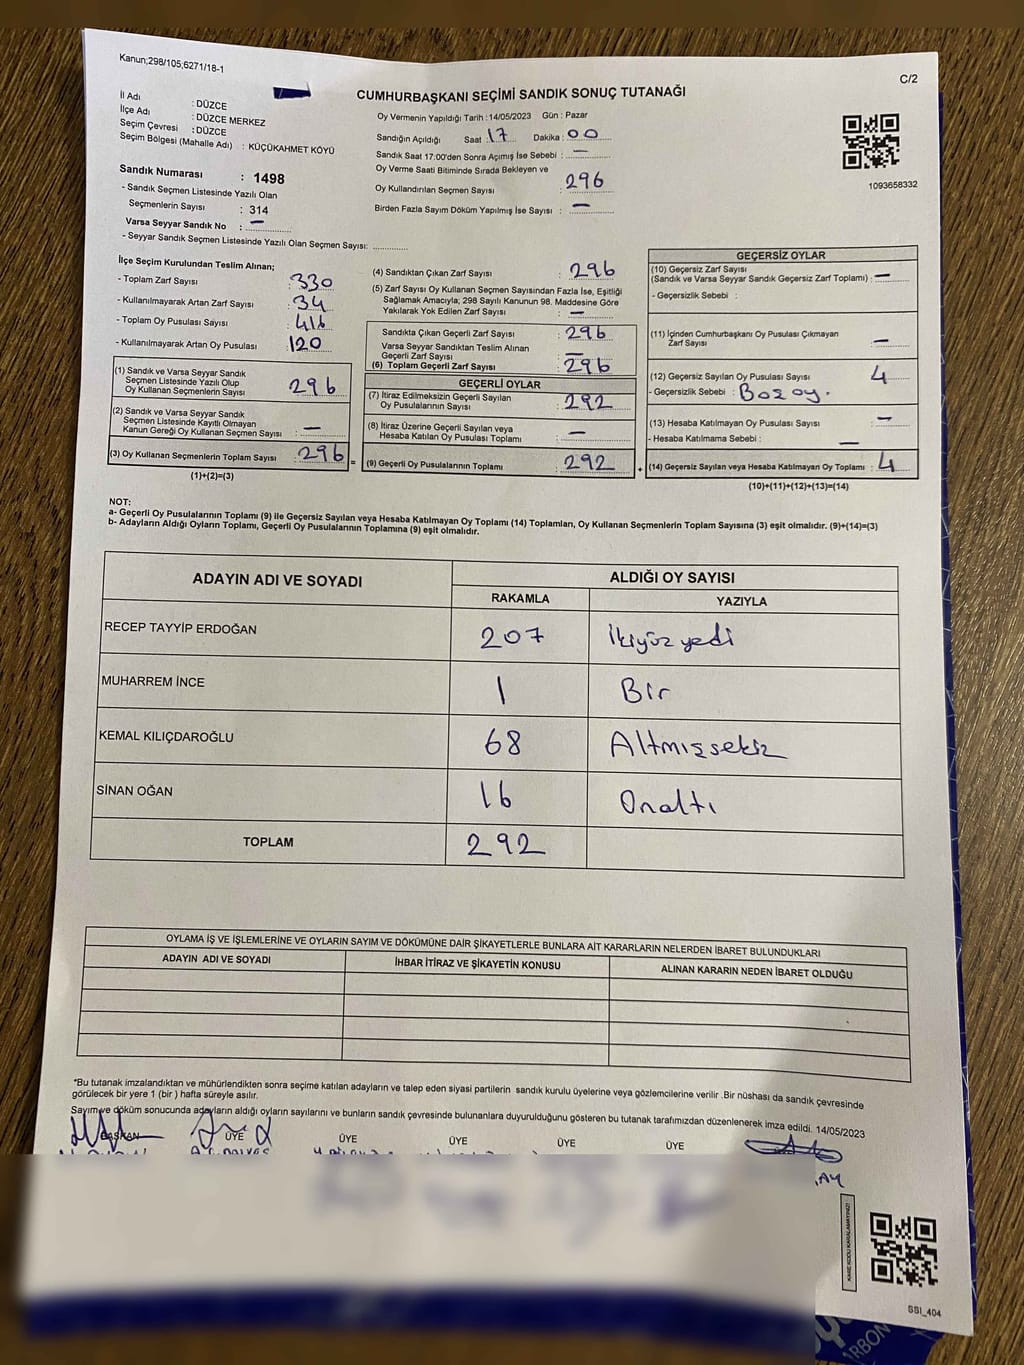 Kanun;298/105,6271/18-1
C/2
CUMHURBAŞKANI SEÇİMİ SANDIK SONUÇ TUTANAĞI
İl Adı : DÜZCE
İlçe Adı : DÜZCE MERKEZ
Seçim Çevresi : DÜZCE
Seçim Bölgesi (Mahalle Adı) : KÜÇÜKAHMET KÖYÜ
Sandık Numarası : 1498
- Sandık Seçmen Listesinde Yazılı Olan
Seçmenlerin Sayısı : 314
Varsa Seyyar Sandık No : —
- Seyyar Sandık Seçmen Listesinde Yazılı Olan Seçmen Sayısı: ............
Oy Vermenin Yapıldığı Tarih : 14/05/2023 Gün : Pazar
Sandığın Açıldığı Saat : 17 Dakika : 00
Sandık Saat 17:00'den Sonra Açımış İse Sebebi : —
Oy Verme Saati Bitiminde Sırada Bekleyen ve
Oy Kullandırılan Seçmen Sayısı : 296
Birden Fazla Sayım Döküm Yapılmış İse Sayısı : —
1093658332
İlçe Seçim Kurulundan Teslim Alınan;
- Toplam Zarf Sayısı : 330
- Kullanılmayarak Artan Zarf Sayısı : 34
- Toplam Oy Pusulası Sayısı : 416
- Kullanılmayarak Artan Oy Pusulası : 120
(1) Sandık ve Varsa Seyyar Sandık
Seçmen Listesinde Yazılı Olup
Oy Kullanan Seçmenlerin Sayısı : 296
(2) Sandık ve Varsa Seyyar Sandık
Seçmen Listesinde Kayıtlı Olmayan
Kanun Gereği Oy Kullanan Seçmen Sayısı : —
(3) Oy Kullanan Seçmenlerin Toplam Sayısı : 296 =
(1)+(2)=(3)
(4) Sandıktan Çıkan Zarf Sayısı : 296
(5) Zarf Sayısı Oy Kullanan Seçmen Sayısından Fazla İse, Eşitliği
Sağlamak Amacıyla; 298 Sayılı Kanunun 98. Maddesine Göre
Yakılarak Yok Edilen Zarf Sayısı : —
Sandıkta Çıkan Geçerli Zarf Sayısı : 296
Varsa Seyyar Sandıktan Teslim Alınan
Geçerli Zarf Sayısı : —
(6) Toplam Geçerli Zarf Sayısı : 296
GEÇERLİ OYLAR
(7) İtiraz Edilmeksizin Geçerli Sayılan
Oy Pusulalarının Sayısı : 292
(8) İtiraz Üzerine Geçerli Sayılan veya
Hesaba Katılan Oy Pusulası Toplamı : —
(9) Geçerli Oy Pusulalarının Toplamı : 292 +
GEÇERSİZ OYLAR
(10) Geçersiz Zarf Sayısı
(Sandık ve Varsa Seyyar Sandık Geçersiz Zarf Toplamı) : —
- Geçersizlik Sebebi :
(11) İçinden Cumhurbaşkanı Oy Pusulası Çıkmayan
Zarf Sayısı : —
(12) Geçersiz Sayılan Oy Pusulası Sayısı : 4
- Geçersizlik Sebebi : Bozoy.
(13) Hesaba Katılmayan Oy Pusulası Sayısı : —
- Hesaba Katılmama Sebebi : —
(14) Geçersiz Sayılan veya Hesaba Katılmayan Oy Toplamı : 4
(10)+(11)+(12)+(13)=(14)
NOT:
a- Geçerli Oy Pusulalarının Toplamı (9) ile Geçersiz Sayılan veya Hesaba Katılmayan Oy Toplamı (14) Toplamları, Oy Kullanan Seçmenlerin Toplam Sayısına (3) eşit olmalıdır. (9)+(14)=(3)
b- Adayların Aldığı Oyların Toplamı, Geçerli Oy Pusulalarının Toplamına (9) eşit olmalıdır.
ADAYIN ADI VE SOYADI ALDIĞI OY SAYISI
RAKAMLA YAZIYLA
RECEP TAYYİP ERDOĞAN 207 İkiyüz yedi
MUHARREM İNCE 1 Bir
KEMAL KILIÇDAROĞLU 68 Altmışsekiz
SİNAN OĞAN 16 Onaltı
TOPLAM 292
OYLAMA İŞ VE İŞLEMLERİNE VE OYLARIN SAYIM VE DÖKÜMÜNE DAİR ŞİKAYETLERLE BUNLARA AİT KARARLARIN NELERDEN İBARET BULUNDUKLARI
ADAYIN ADI VE SOYADI İHBAR İTİRAZ VE ŞİKAYETİN KONUSU ALINAN KARARIN NEDEN İBARET OLDUĞU
*Bu tutanak imzalandıktan ve mühürlendikten sonra seçime katılan adayların ve talep eden siyasi partilerin sandık kurulu üyelerine veya gözlemcilerine verilir .Bir nüshası da sandık çevresinde
görülecek bir yere 1 (bir ) hafta süreyle asılır.
Sayım ve döküm sonucunda adayların aldığı oyların sayılarını ve bunların sandık çevresinde bulunanlara duyurulduğunu gösteren bu tutanak tarafımızdan düzenlenerek imza edildi. 14/05/2023
BAŞKAN ÜYE ÜYE ÜYE ÜYE ÜYE
KARE KODU KARALAMAYINIZ!
SSI_404
ARBON